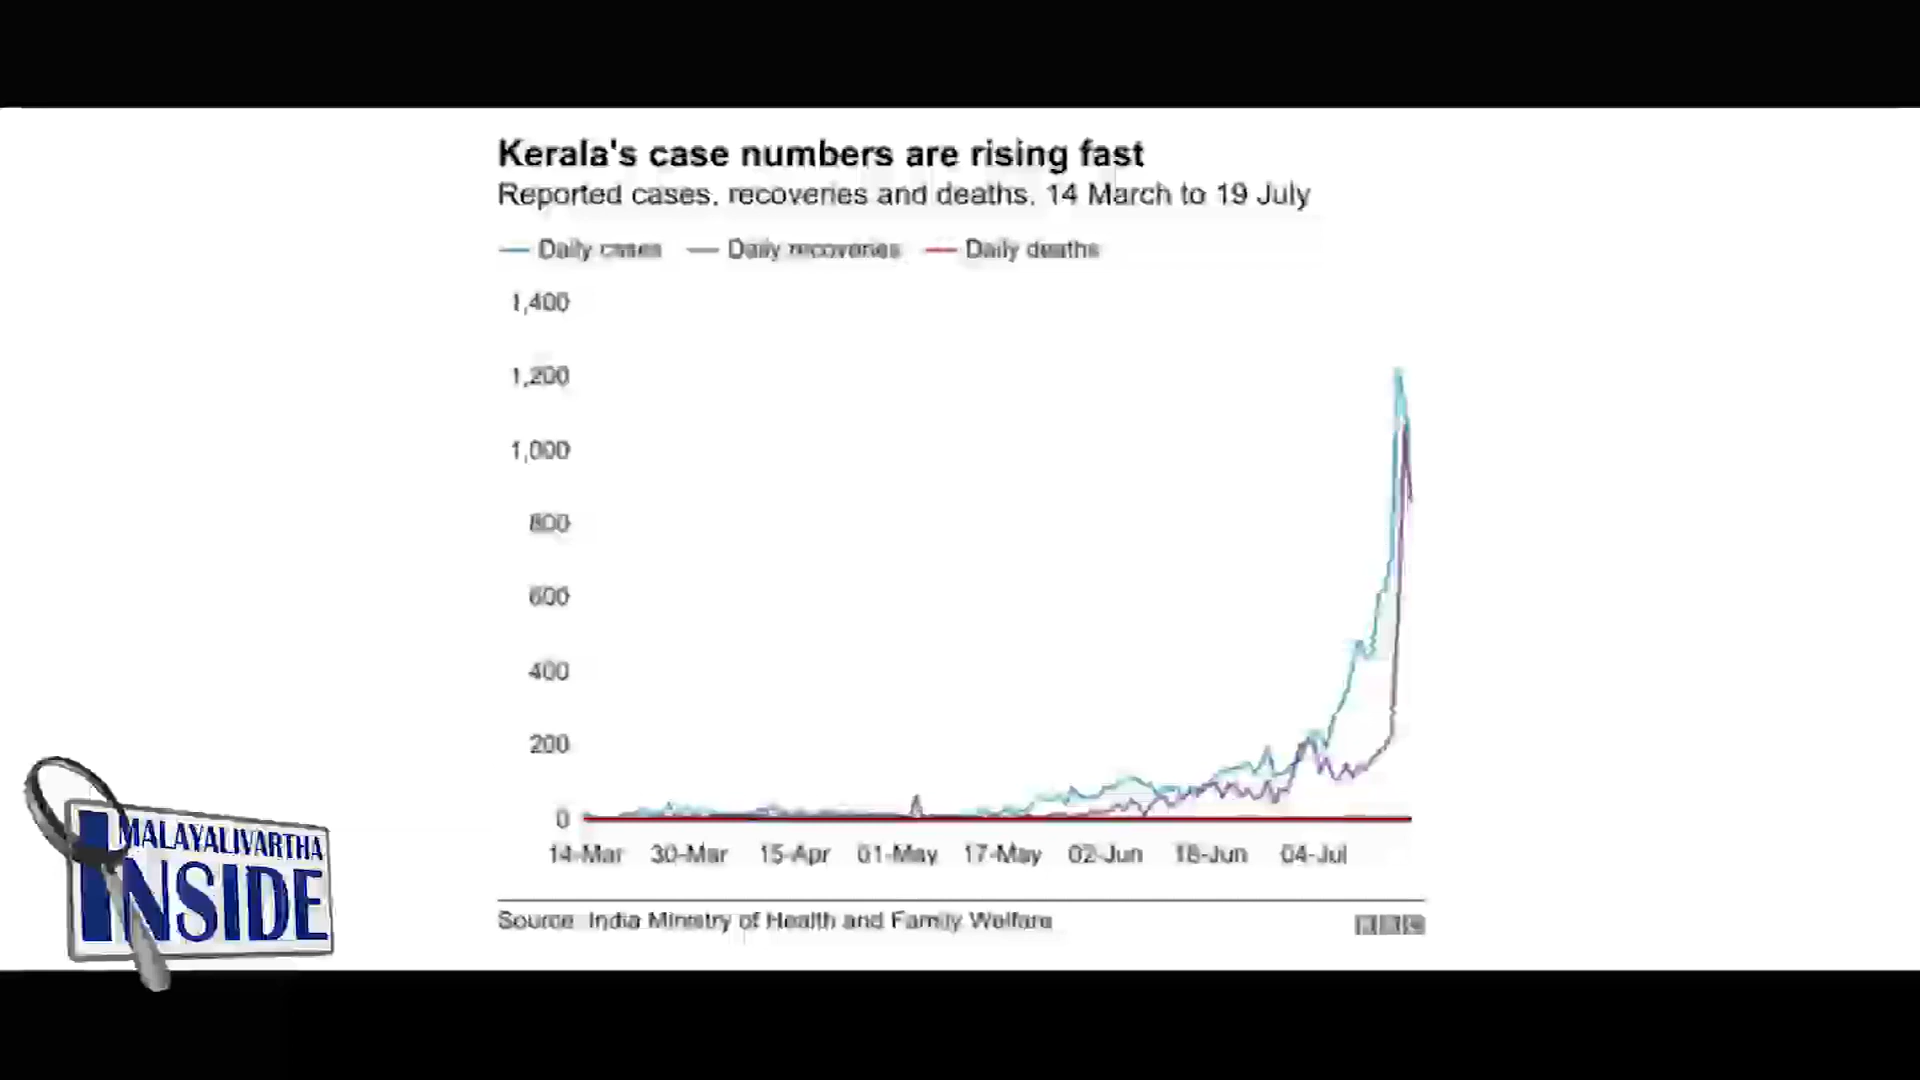 Kerala's case numbers are rising fast
Reported cases, recoveries and deaths, 14 March to 19 July
Daily cases Daily recoveries Daily deaths
1,400
1,200
1,000
800
600
400
200
0
14-Mar 30-Mar 15-Apr 01-May 17-May 02-Jun 18-Jun 04-Jul
Source: India Ministry of Health and Family Welfare
BBC
MALAYALIVARTHA
INSIDE